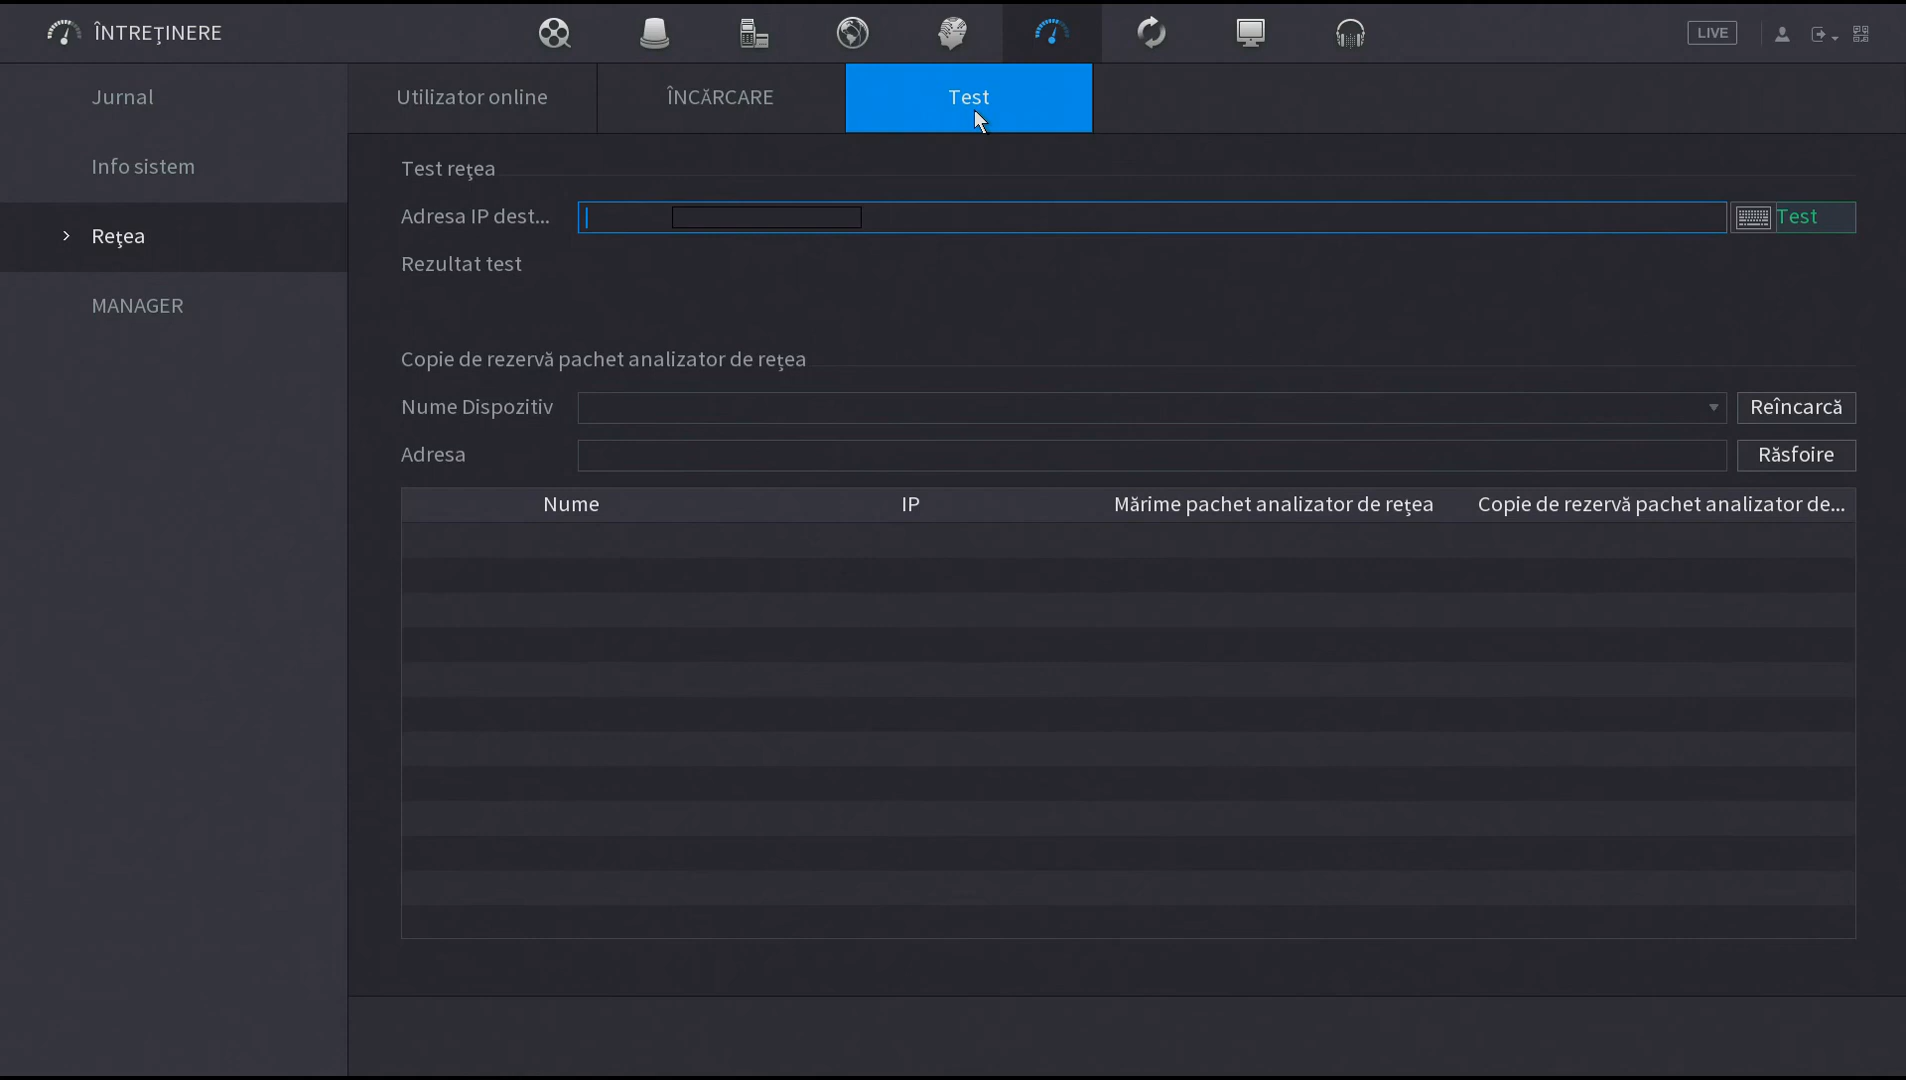 ÎNTREȚINERE
LIVE
Jurnal
Info sistem
Reţea
MANAGER
Utilizator online
ÎNCĂRCARE
Test
Test reţea
Adresa IP dest...
Test
Rezultat test
Copie de rezervă pachet analizator de rețea
Nume Dispozitiv
Reîncarcă
Adresa
Răsfoire
Nume IP Mărime pachet analizator de rețea Copie de rezervă pachet analizator de...